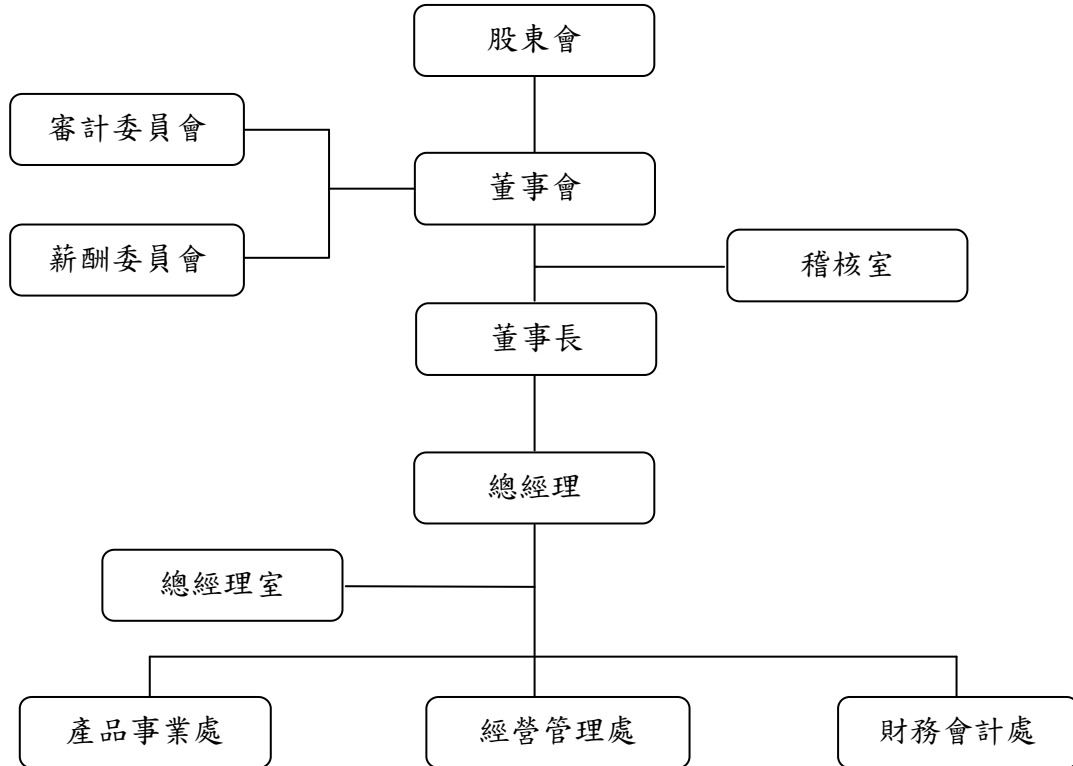 股東會
審計委員會
董事會
薪酬委員會
稽核室
董事長
總經理
總經理室
產品事業處
經營管理處
財務會計處